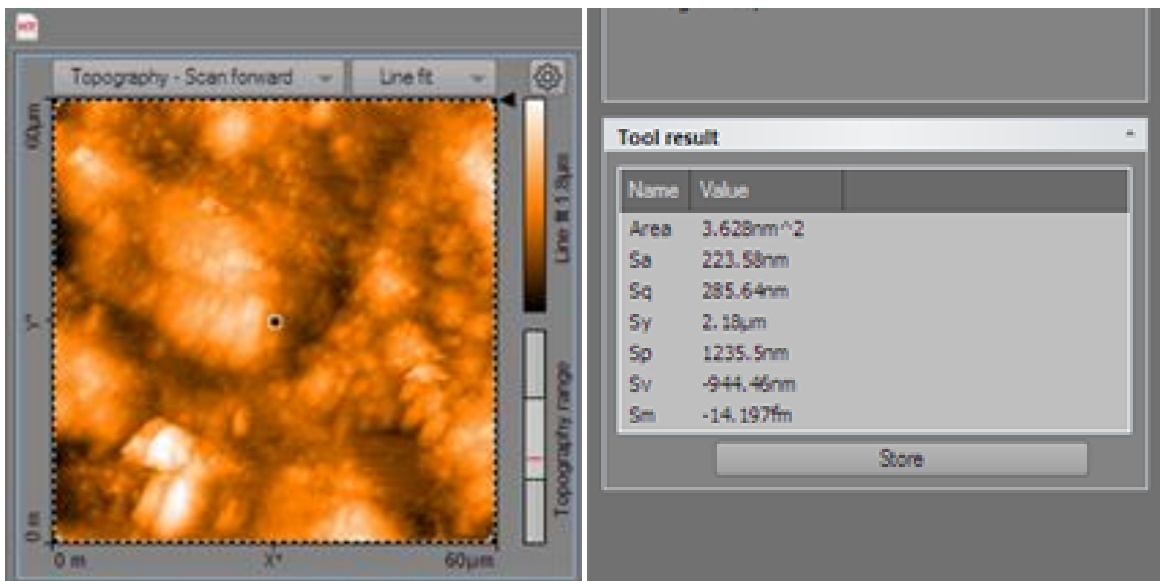 Topography - Scan forward
Line fit
60µm
Line fit 1.8µm
Y*
Topography range
0 m
0 m
X*
60µm
Tool result
Name Value
Area 3.628nm^2
Sa 223.58nm
Sq 285.64nm
Sy 2.18µm
Sp 1235.5nm
Sv -944.46nm
Sm -14.197fm
Store